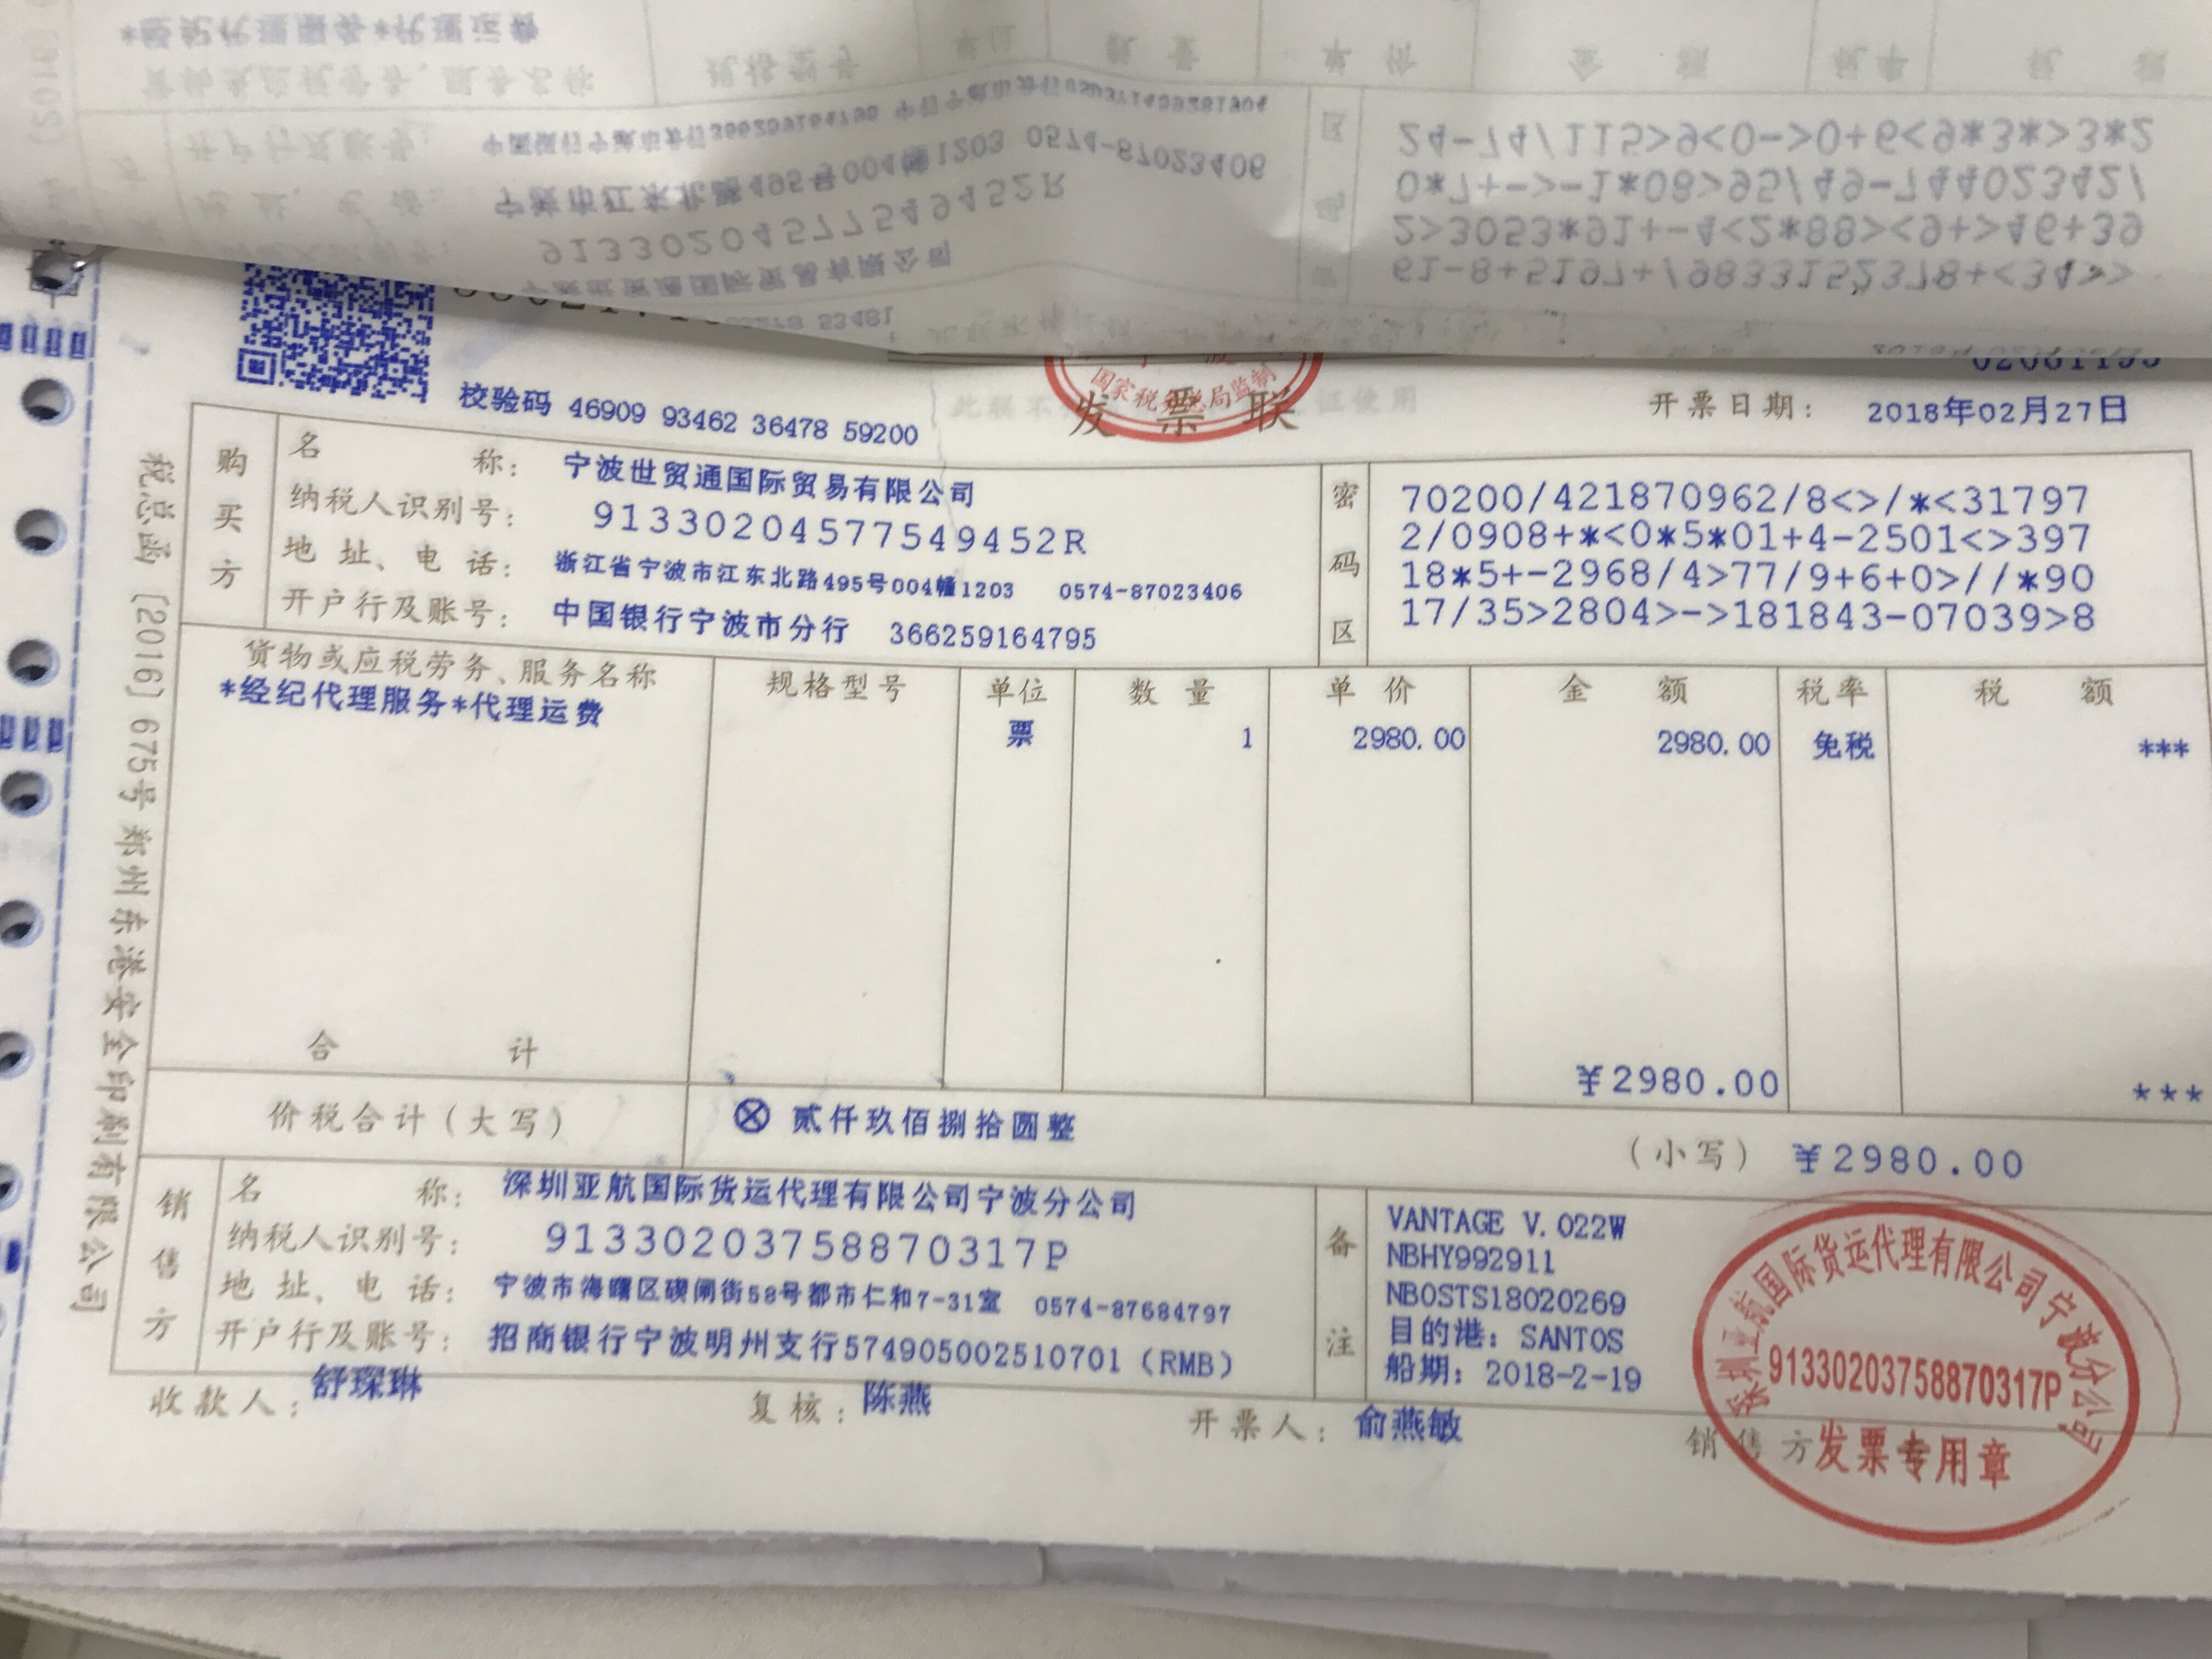 校验码 46909 93462 36478 59200
国家税务总局监制
发票联
开票日期: 2018年02月27日
购买方
名称: 宁波世贸通国际贸易有限公司
纳税人识别号: 91330204577549452R
地址、电话: 浙江省宁波市江东北路495号004幢1203 0574-87023406
开户行及账号: 中国银行宁波市分行 366259164795
密码区
70200/421870962/8<>/*<31797
2/0908+*<0*5*01+4-2501<>397
18*5+-2968/4>77/9+6+0>//*90
17/35>2804>->181843-07039>8
货物或应税劳务、服务名称 规格型号 单位 数量 单价 金额 税率 税额
*经纪代理服务*代理运费 票 1 2980.00 2980.00 免税 ***
合计 ¥2980.00 ***
价税合计(大写) ⊗ 贰仟玖佰捌拾圆整 (小写) ¥2980.00
销售方
名称: 深圳亚航国际货运代理有限公司宁波分公司
纳税人识别号: 91330203758870317P
地址、电话: 宁波市海曙区碶闸街58号都市仁和7-31室 0574-87684797
开户行及账号: 招商银行宁波明州支行574905002510701(RMB)
备注
VANTAGE V.022W
NBHY992911
NBOSTS18020269
目的港: SANTOS
船期: 2018-2-19
收款人: 舒琛琳 复核: 陈燕 开票人: 俞燕敏 销售方
深圳亚航国际货运代理有限公司宁波分公司
91330203758870317P
发票专用章
税总函〔2016〕675号郑州东港安全印刷有限公司